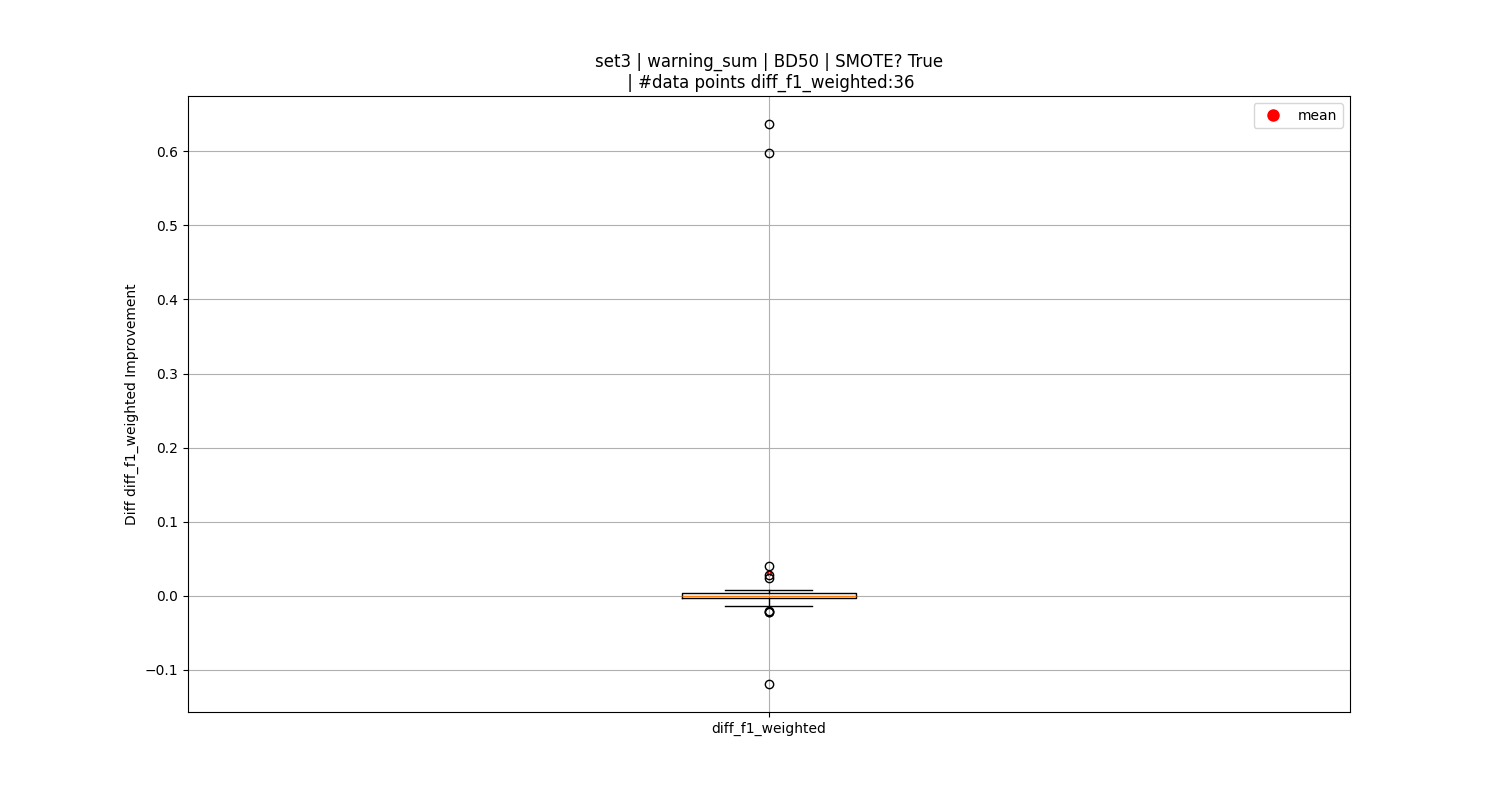 set3 | warning_sum | BD50 | SMOTE? True
| #data points diff_f1_weighted:36
mean
0.6
0.5
0.4
0.3
0.2
0.1
0.0
−0.1
Diff diff_f1_weighted Improvement
diff_f1_weighted